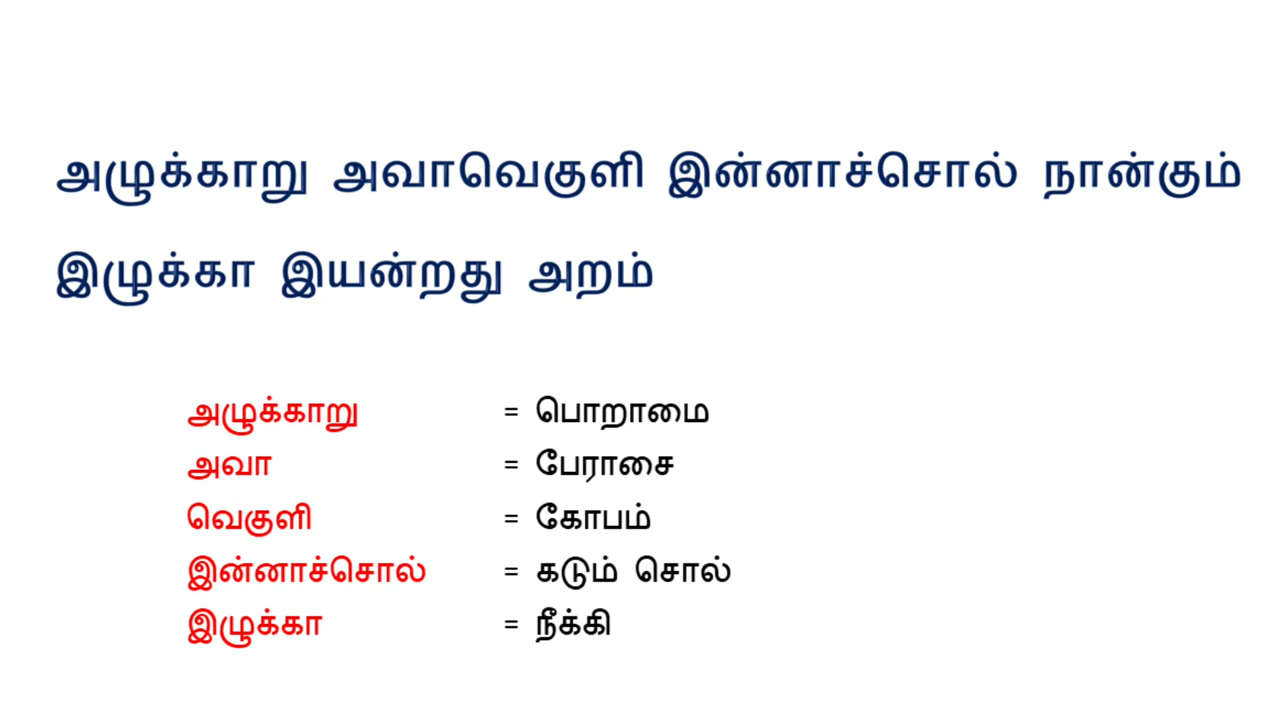 அழுக்காறு அவாவெகுளி இன்னாச்சொல் நான்கும்
இழுக்கா இயன்றது அறம்
அழுக்காறு = பொறாமை
அவா = பேராசை
வெகுளி = கோபம்
இன்னாச்சொல் = கடும் சொல்
இழுக்கா = நீக்கி